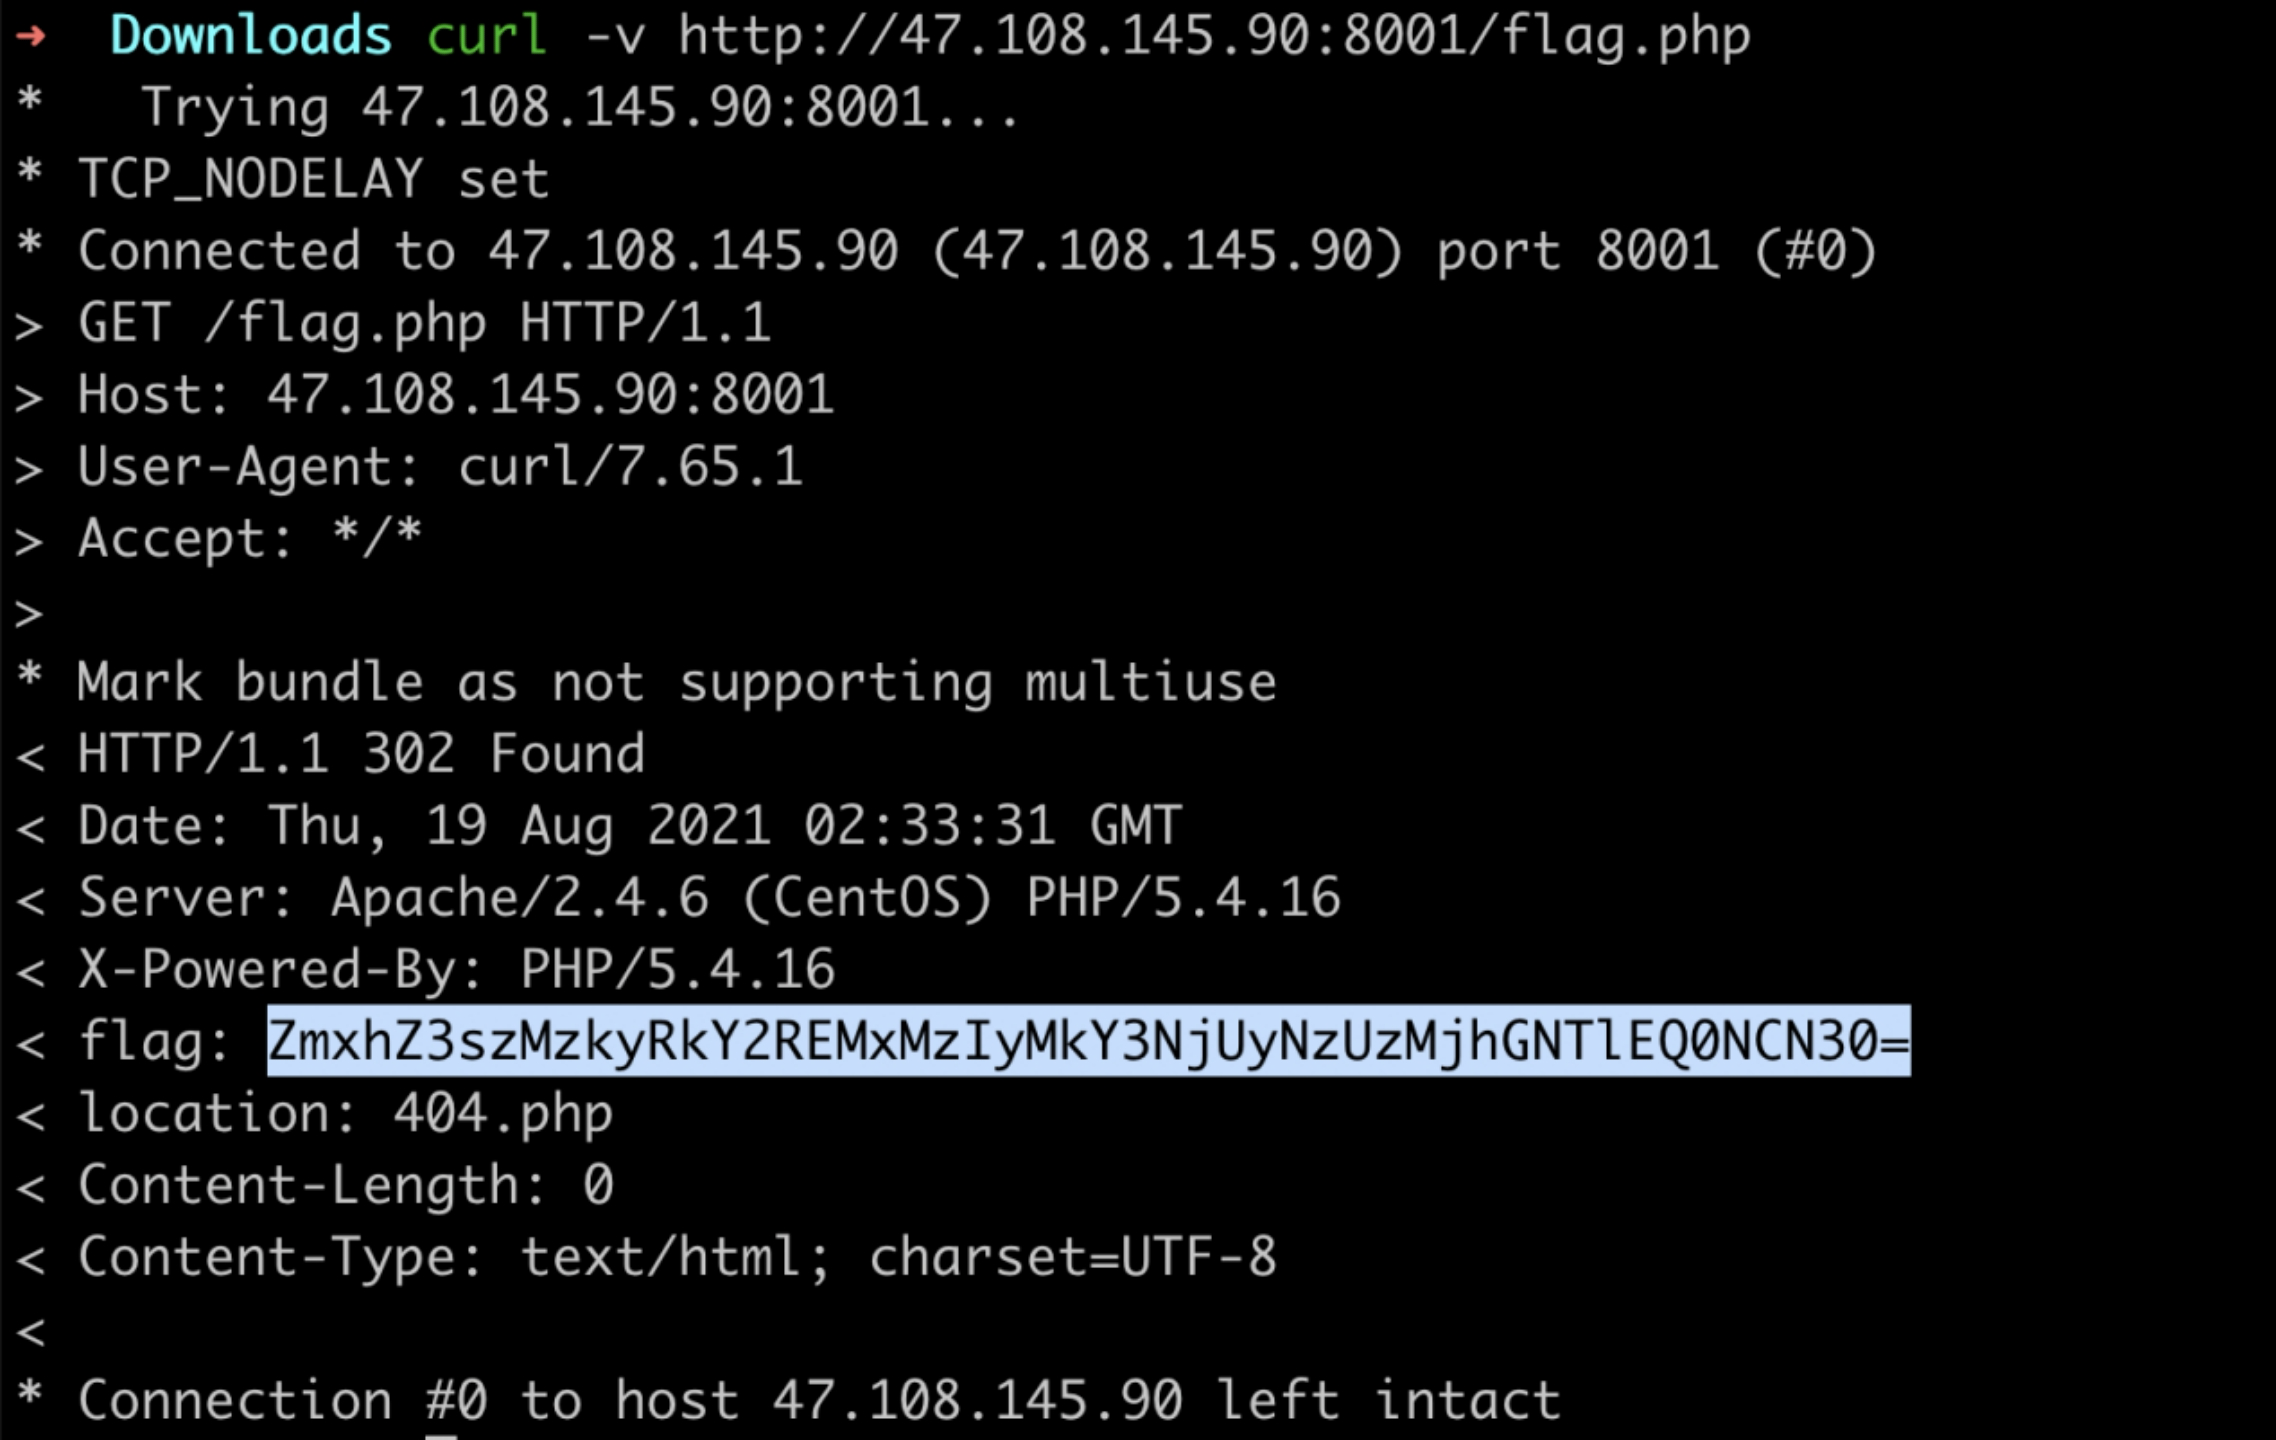 ➜  Downloads curl -v http://47.108.145.90:8001/flag.php
*   Trying 47.108.145.90:8001...
* TCP_NODELAY set
* Connected to 47.108.145.90 (47.108.145.90) port 8001 (#0)
> GET /flag.php HTTP/1.1
> Host: 47.108.145.90:8001
> User-Agent: curl/7.65.1
> Accept: */*
>
* Mark bundle as not supporting multiuse
< HTTP/1.1 302 Found
< Date: Thu, 19 Aug 2021 02:33:31 GMT
< Server: Apache/2.4.6 (CentOS) PHP/5.4.16
< X-Powered-By: PHP/5.4.16
< flag: ZmxhZ3szMzkyRkY2REMxMzIyMkY3NjUyNzUzMjhGNTlEQ0NCN30=
< location: 404.php
< Content-Length: 0
< Content-Type: text/html; charset=UTF-8
<
* Connection #0 to host 47.108.145.90 left intact